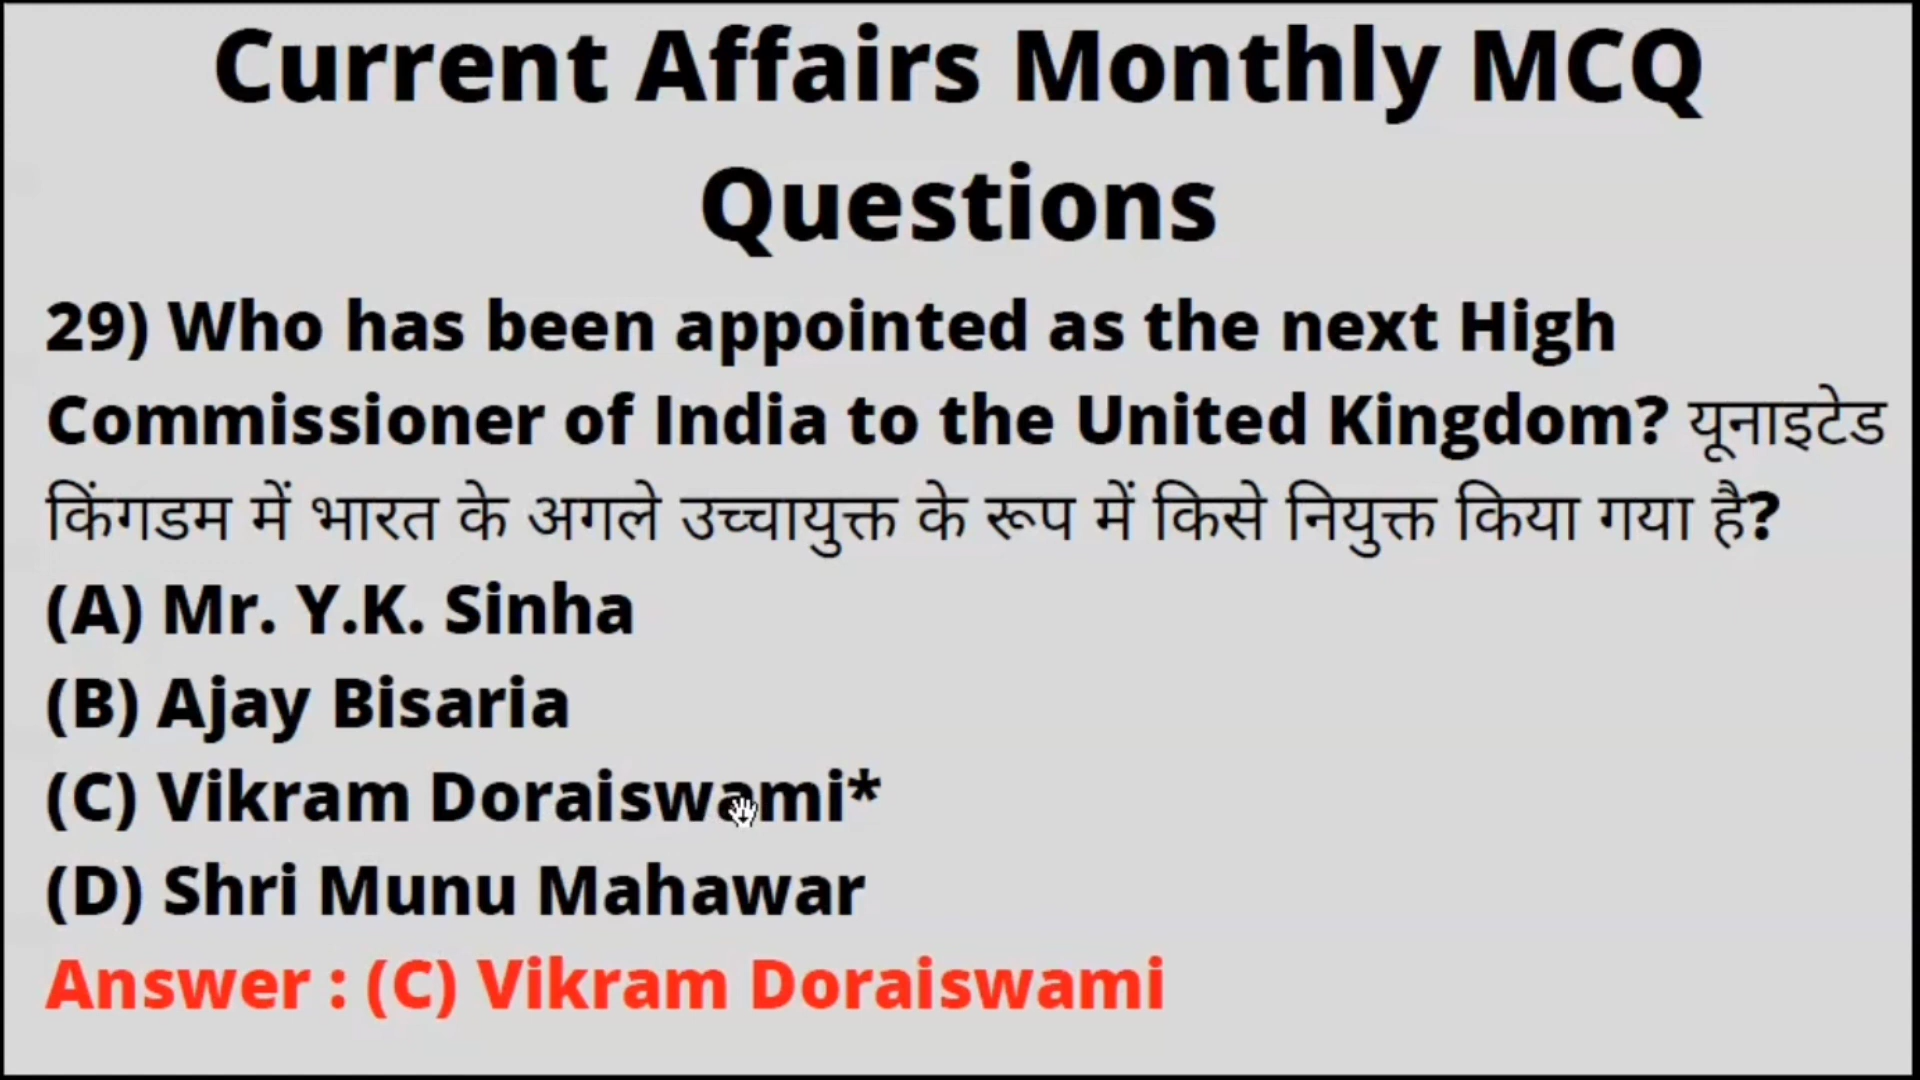 Current Affairs Monthly MCQ
Questions
29) Who has been appointed as the next High
Commissioner of India to the United Kingdom? यूनाइटेड
किंगडम में भारत के अगले उच्चायुक्त के रूप में किसे नियुक्त किया गया है?
(A) Mr. Y.K. Sinha
(B) Ajay Bisaria
(C) Vikram Doraiswami*
(D) Shri Munu Mahawar
Answer : (C) Vikram Doraiswami